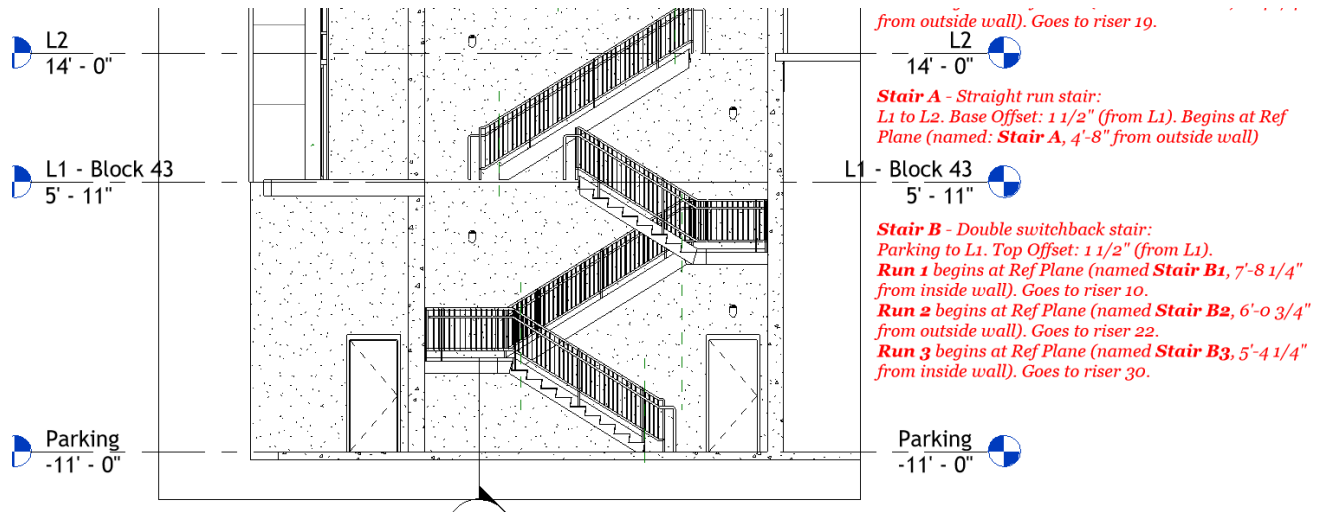 from outside wall). Goes to riser 19.
L2
14' - 0"
L2
14' - 0"
Stair A - Straight run stair:
L1 to L2. Base Offset: 1 1/2" (from L1). Begins at Ref
Plane (named: Stair A, 4'-8" from outside wall)
L1 - Block 43
5' - 11"
L1 - Block 43
5' - 11"
Stair B - Double switchback stair:
Parking to L1. Top Offset: 1 1/2" (from L1).
Run 1 begins at Ref Plane (named Stair B1, 7'-8 1/4"
from inside wall). Goes to riser 10.
Run 2 begins at Ref Plane (named Stair B2, 6'-0 3/4"
from outside wall). Goes to riser 22.
Run 3 begins at Ref Plane (named Stair B3, 5'-4 1/4"
from inside wall). Goes to riser 30.
Parking
-11' - 0"
Parking
-11' - 0"